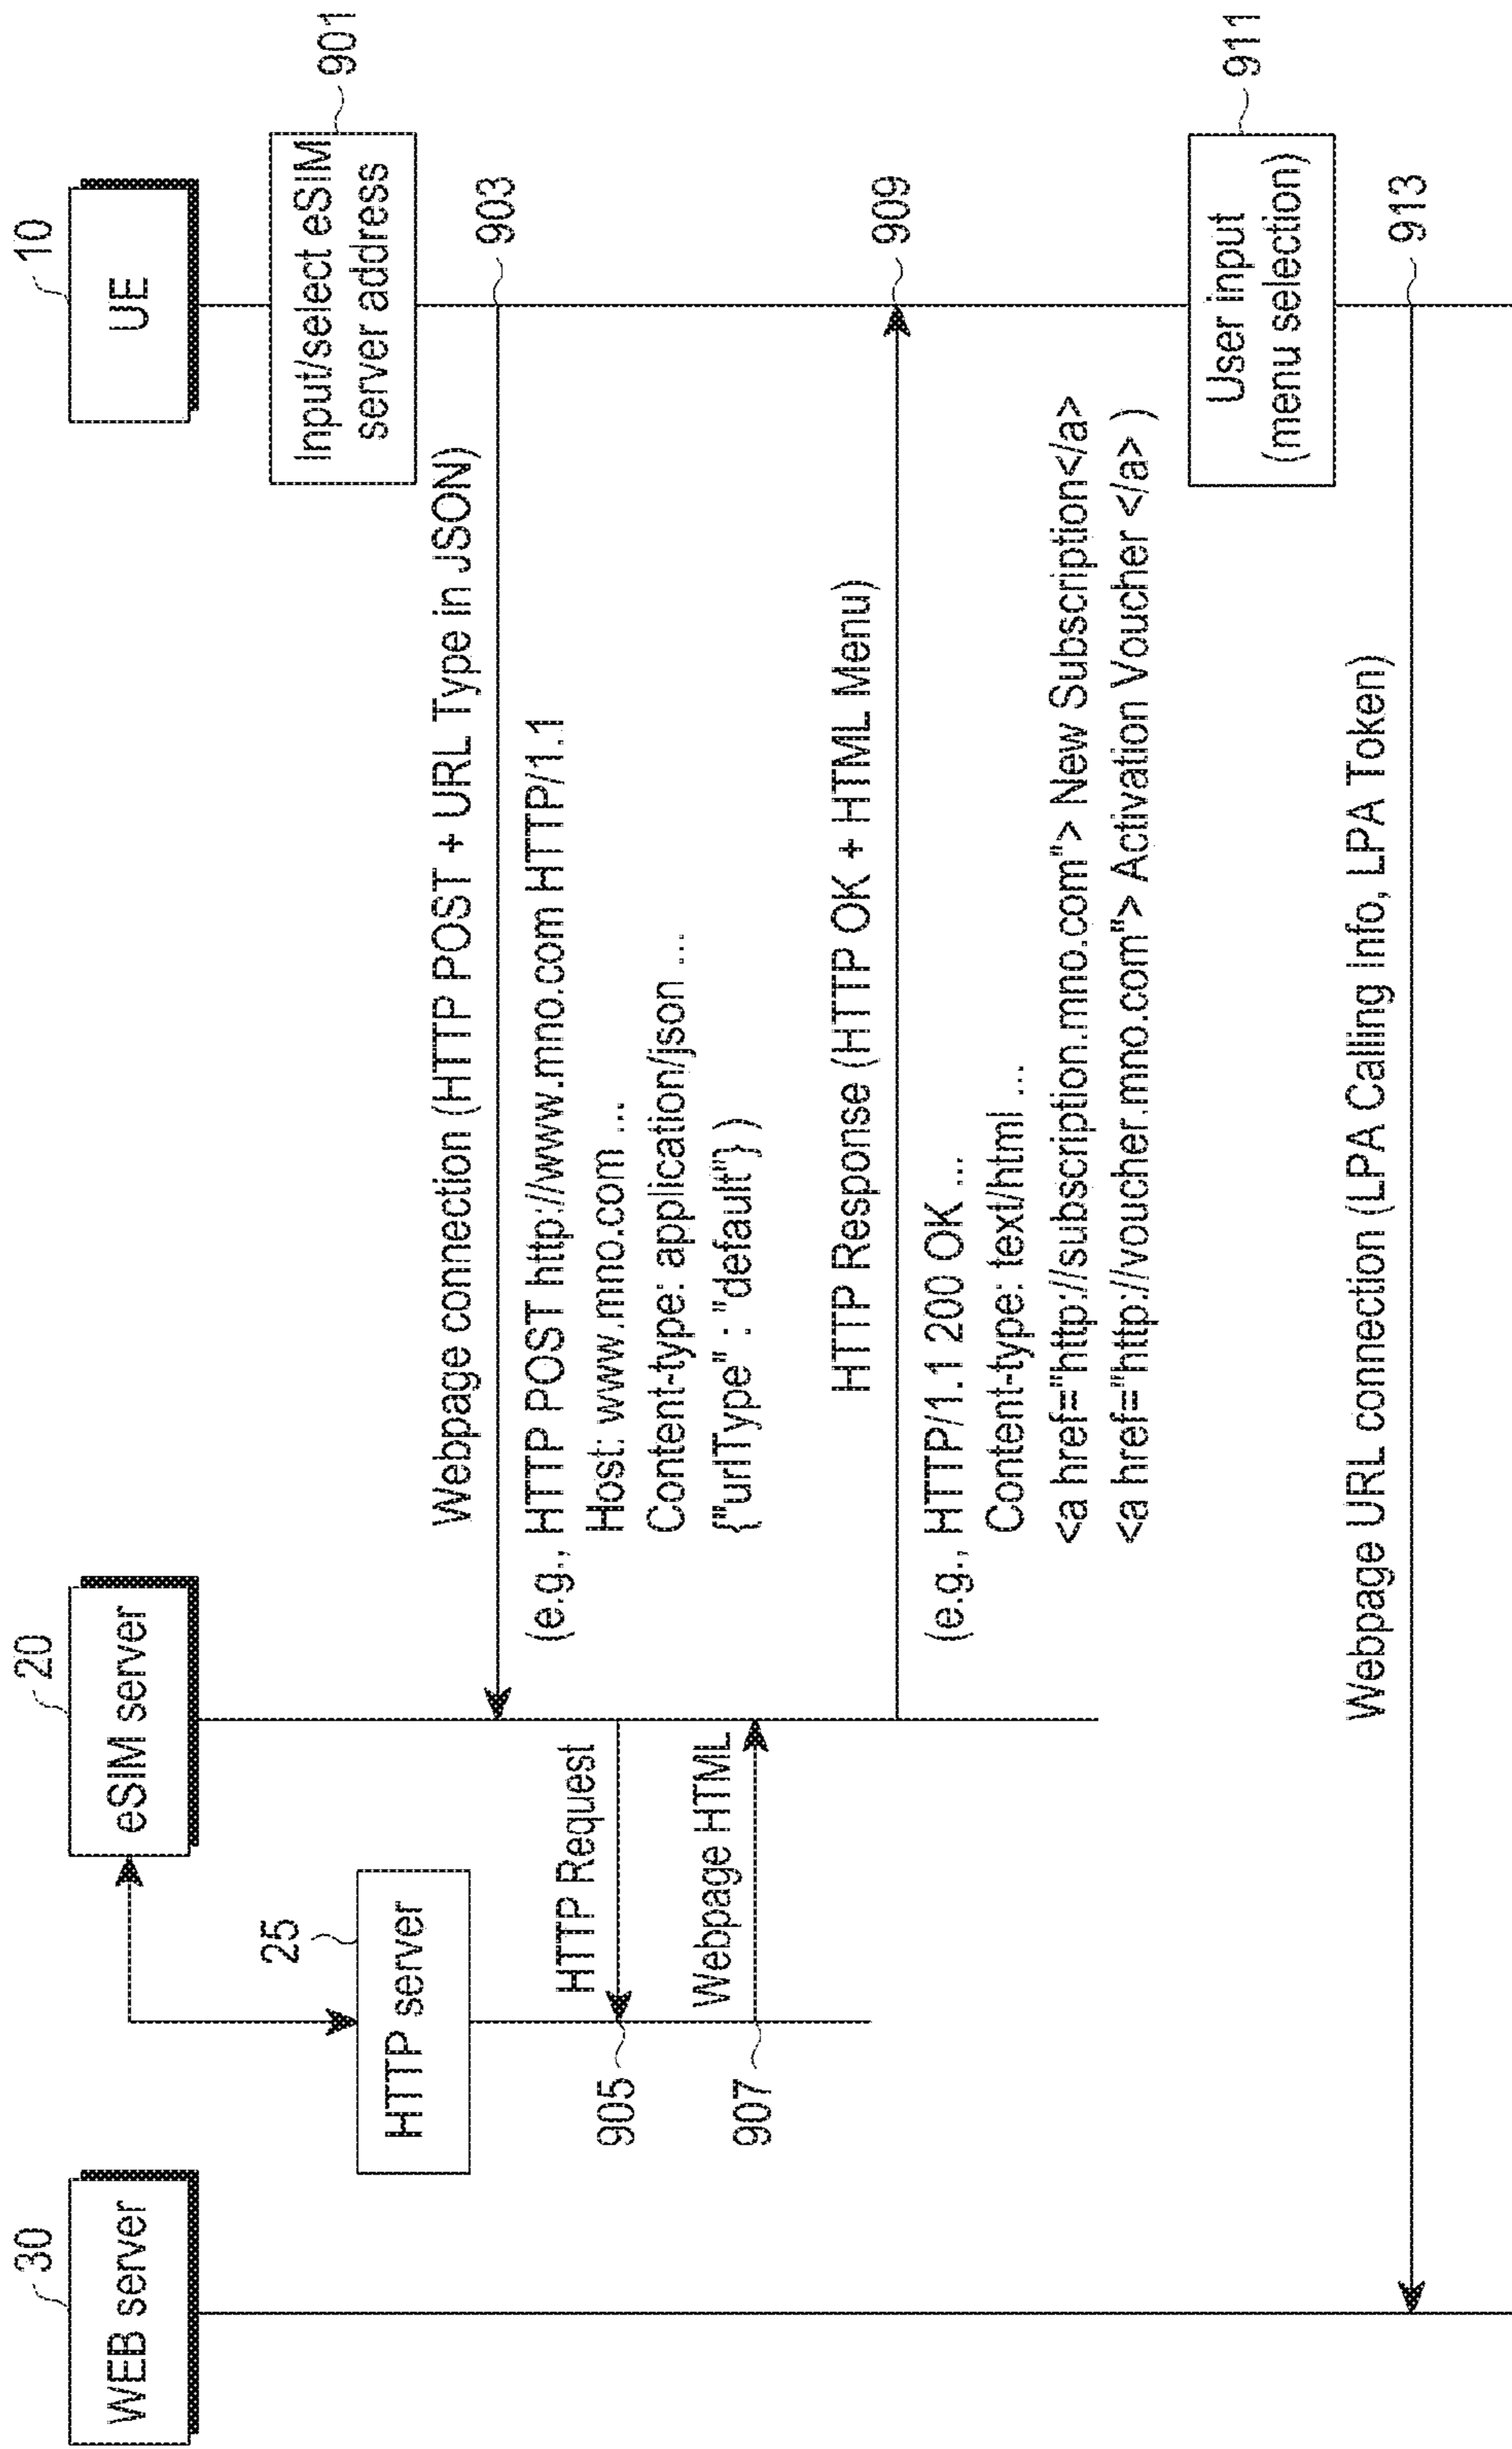 30
WEB server
20
eSIM server
10
UE
25
HTTP server
Input/select eSIM
server address
901
Webpage connection (HTTP POST + URL Type in JSON)
903
(e.g., HTTP POST http://www.mno.com HTTP/1.1
Host: www.mno.com ...
Content-type: application/json ...
{"urlType" : "default"} )
HTTP Request
905
Webpage HTML
907
HTTP Response (HTTP OK + HTML Menu)
909
(e.g., HTTP/1.1 200 OK ...
Content-type: text/html ...
<a href="http://subscription.mno.com"> New Subscription</a>
<a href="http://voucher.mno.com"> Activation Voucher </a> )
User input
(menu selection)
911
Webpage URL connection (LPA Calling info, LPA Token)
913